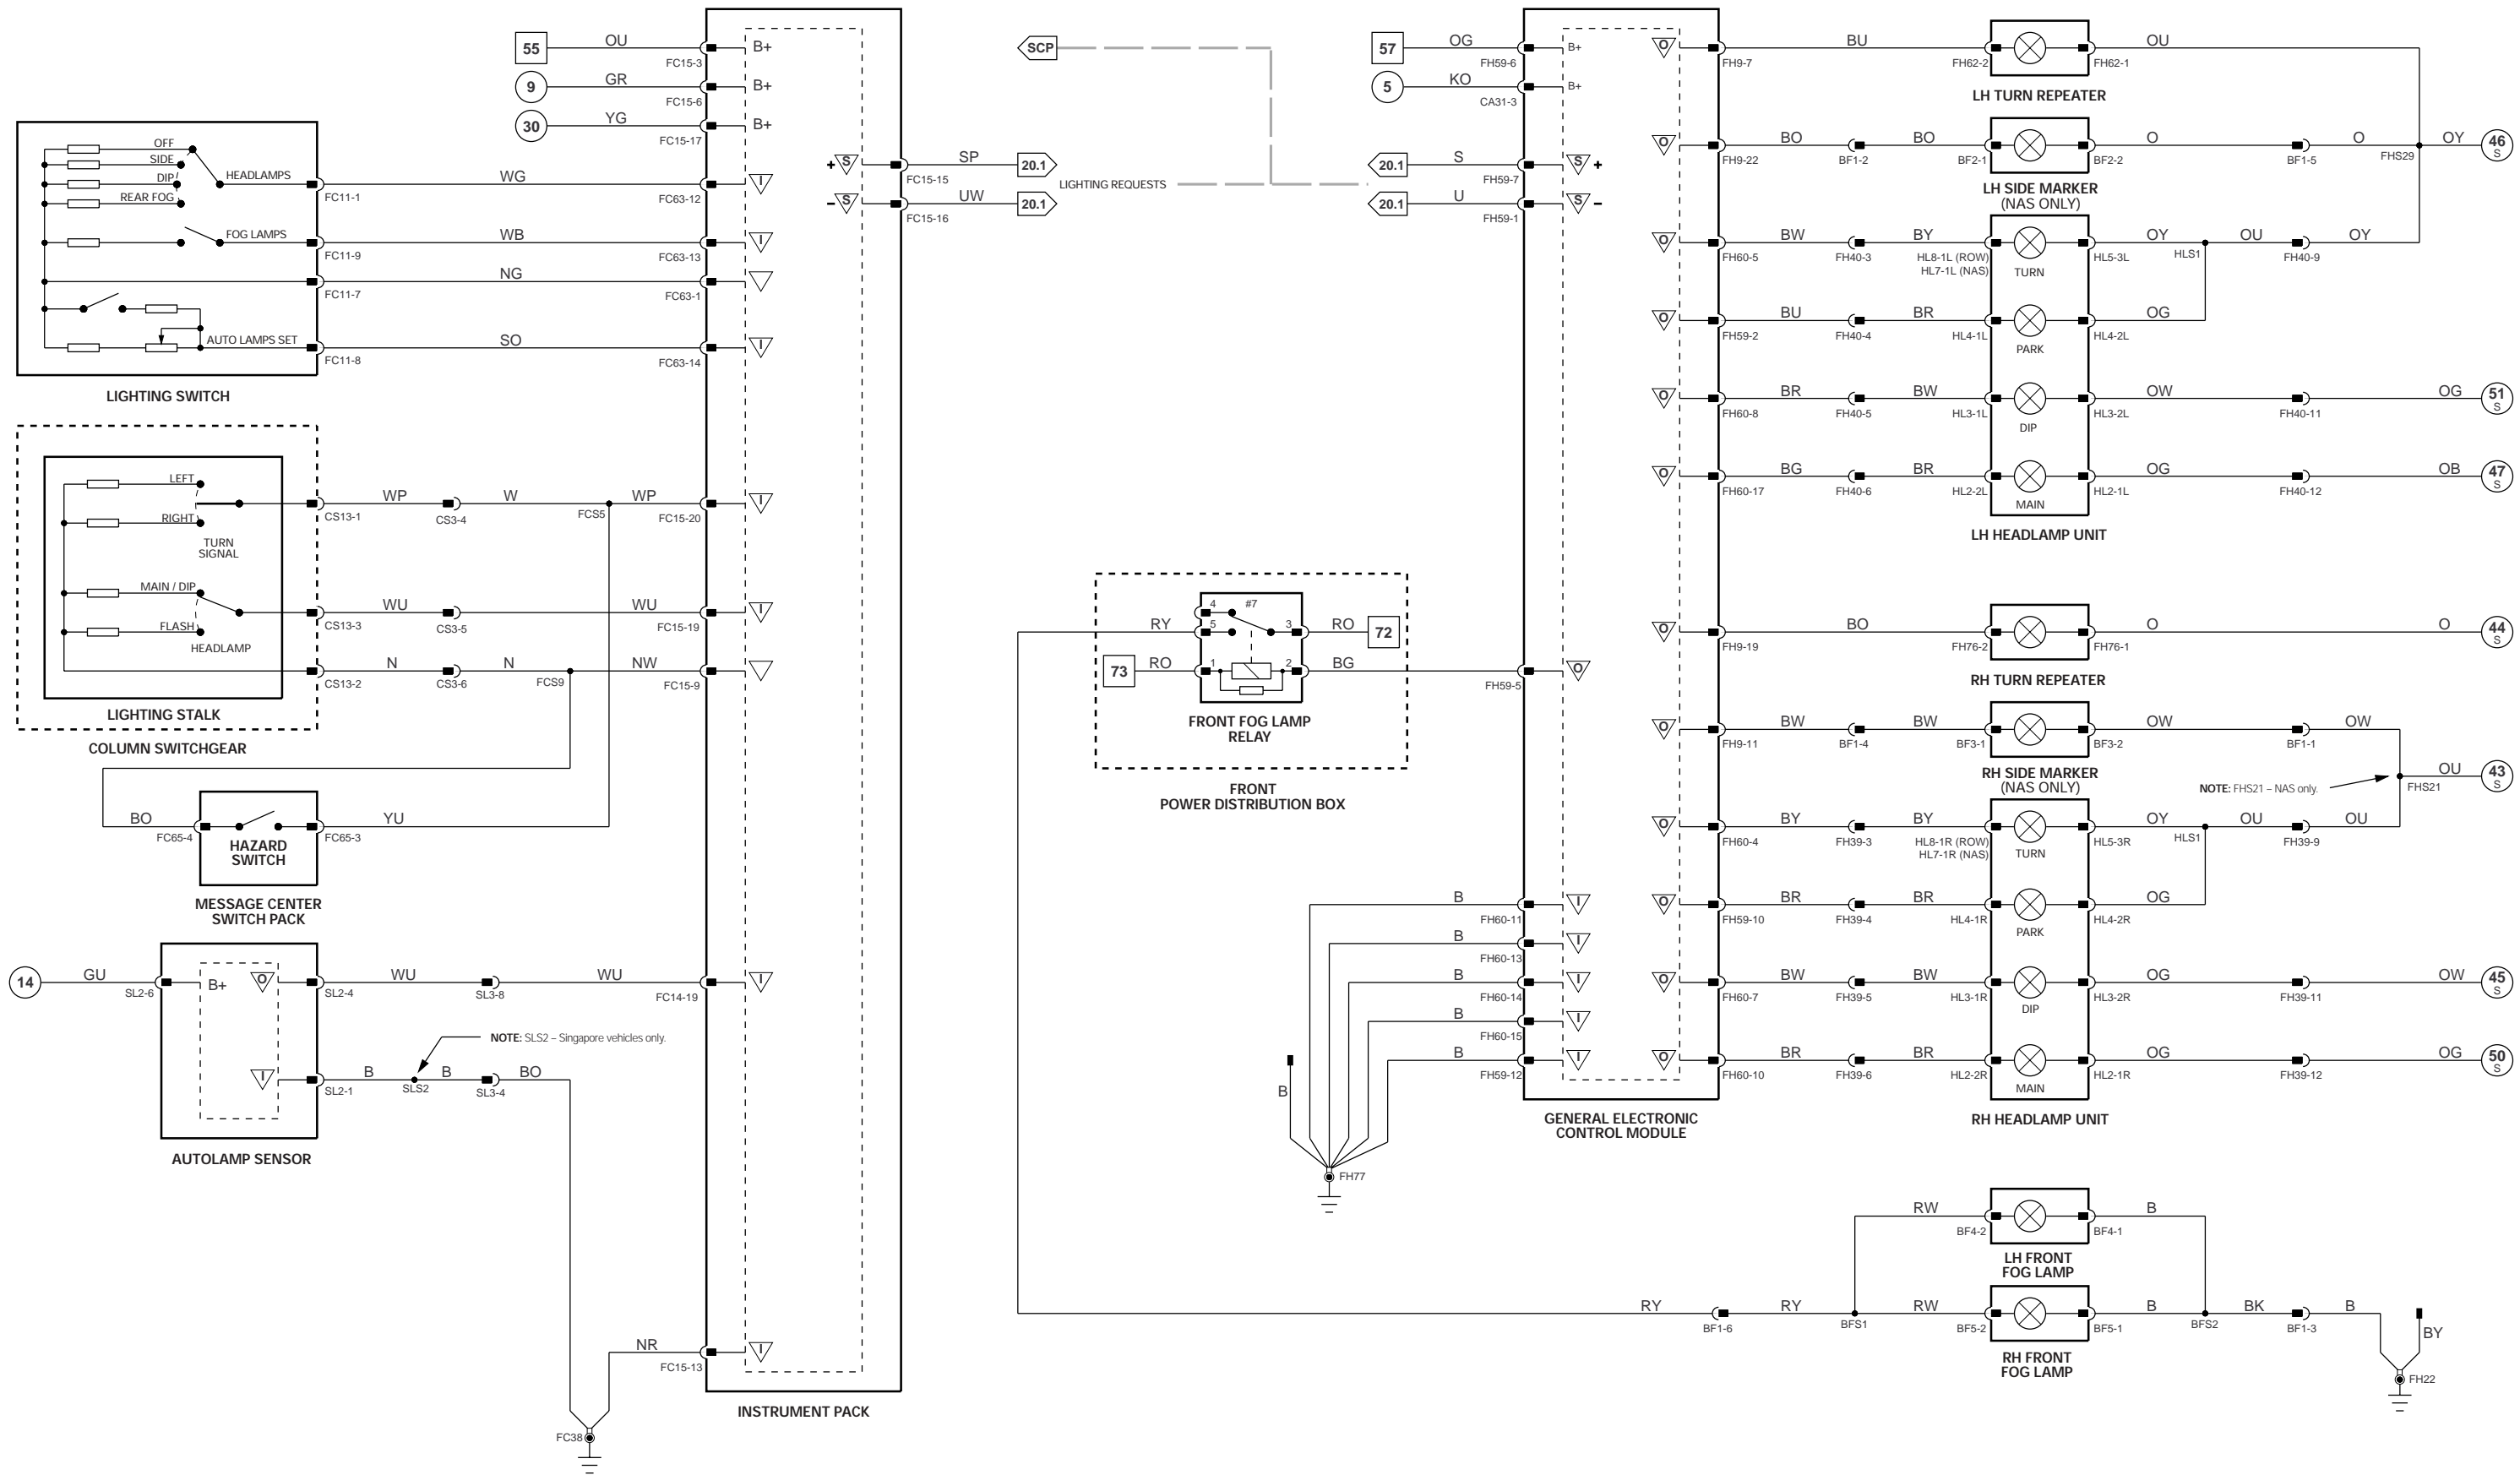 55
OU
FC15-3
B+
9
GR
FC15-6
B+
30
YG
FC15-17
B+
OFF
SIDE
DIP
REAR FOG
HEADLAMPS
FC11-1
WG
FC63-12
I
FOG LAMPS
FC11-9
WB
FC63-13
I
FC11-7
NG
FC63-1
AUTO LAMPS SET
FC11-8
SO
FC63-14
I
LIGHTING SWITCH
LEFT
RIGHT
TURN
SIGNAL
CS13-1
WP
CS3-4
W
FCS5
WP
FC15-20
I
MAIN / DIP
FLASH
HEADLAMP
CS13-3
WU
CS3-5
WU
FC15-19
I
CS13-2
N
CS3-6
N
FCS9
NW
FC15-9
LIGHTING STALK
COLUMN SWITCHGEAR
BO
FC65-4
HAZARD
SWITCH
FC65-3
YU
MESSAGE CENTER
SWITCH PACK
14
GU
SL2-6
B+
O
SL2-4
WU
SL3-8
WU
FC14-19
I
NOTE: SLS2 – Singapore vehicles only.
I
SL2-1
B
SLS2
B
SL3-4
BO
AUTOLAMP SENSOR
NR
FC15-13
I
FC38
INSTRUMENT PACK
+ S
FC15-15
SP
20.1
– S
FC15-16
UW
20.1
SCP
LIGHTING REQUESTS
57
OG
FH59-6
B+
5
KO
CA31-3
B+
20.1
S
FH59-7
S +
20.1
U
FH59-1
S –
RY
4
#7
5
3
RO
72
73
RO
1
2
BG
FH59-5
O
FRONT FOG LAMP
RELAY
FRONT
POWER DISTRIBUTION BOX
B
FH60-11
I
B
FH60-13
I
B
FH60-14
I
B
FH60-15
I
B
FH59-12
I
B
FH77
GENERAL ELECTRONIC
CONTROL MODULE
O
FH9-7
BU
FH62-2
FH62-1
OU
LH TURN REPEATER
O
FH9-22
BO
BF1-2
BO
BF2-1
BF2-2
O
BF1-5
O
FHS29
OY
46
S
LH SIDE MARKER
(NAS ONLY)
O
FH60-5
BW
FH40-3
BY
HL8-1L (ROW)
HL7-1L (NAS)
TURN
HL5-3L
OY
HLS1
OU
FH40-9
OY
O
FH59-2
BU
FH40-4
BR
HL4-1L
PARK
HL4-2L
OG
O
FH60-8
BR
FH40-5
BW
HL3-1L
DIP
HL3-2L
OW
FH40-11
OG
51
S
O
FH60-17
BG
FH40-6
BR
HL2-2L
MAIN
HL2-1L
OG
FH40-12
OB
47
S
LH HEADLAMP UNIT
O
FH9-19
BO
FH76-2
FH76-1
O
O
44
S
RH TURN REPEATER
O
FH9-11
BW
BF1-4
BW
BF3-1
BF3-2
OW
BF1-1
OW
RH SIDE MARKER
(NAS ONLY)
NOTE: FHS21 – NAS only.
FHS21
OU
43
S
O
FH60-4
BY
FH39-3
BY
HL8-1R (ROW)
HL7-1R (NAS)
TURN
HL5-3R
OY
HLS1
OU
FH39-9
OU
O
FH59-10
BR
FH39-4
BR
HL4-1R
PARK
HL4-2R
OG
O
FH60-7
BW
FH39-5
BW
HL3-1R
DIP
HL3-2R
OG
FH39-11
OW
45
S
O
FH60-10
BR
FH39-6
BR
HL2-2R
MAIN
HL2-1R
OG
FH39-12
OG
50
S
RH HEADLAMP UNIT
RW
BF4-2
BF4-1
B
LH FRONT
FOG LAMP
RY
BF1-6
RY
BFS1
RW
BF5-2
BF5-1
B
BFS2
BK
BF1-3
B
BY
RH FRONT
FOG LAMP
FH22